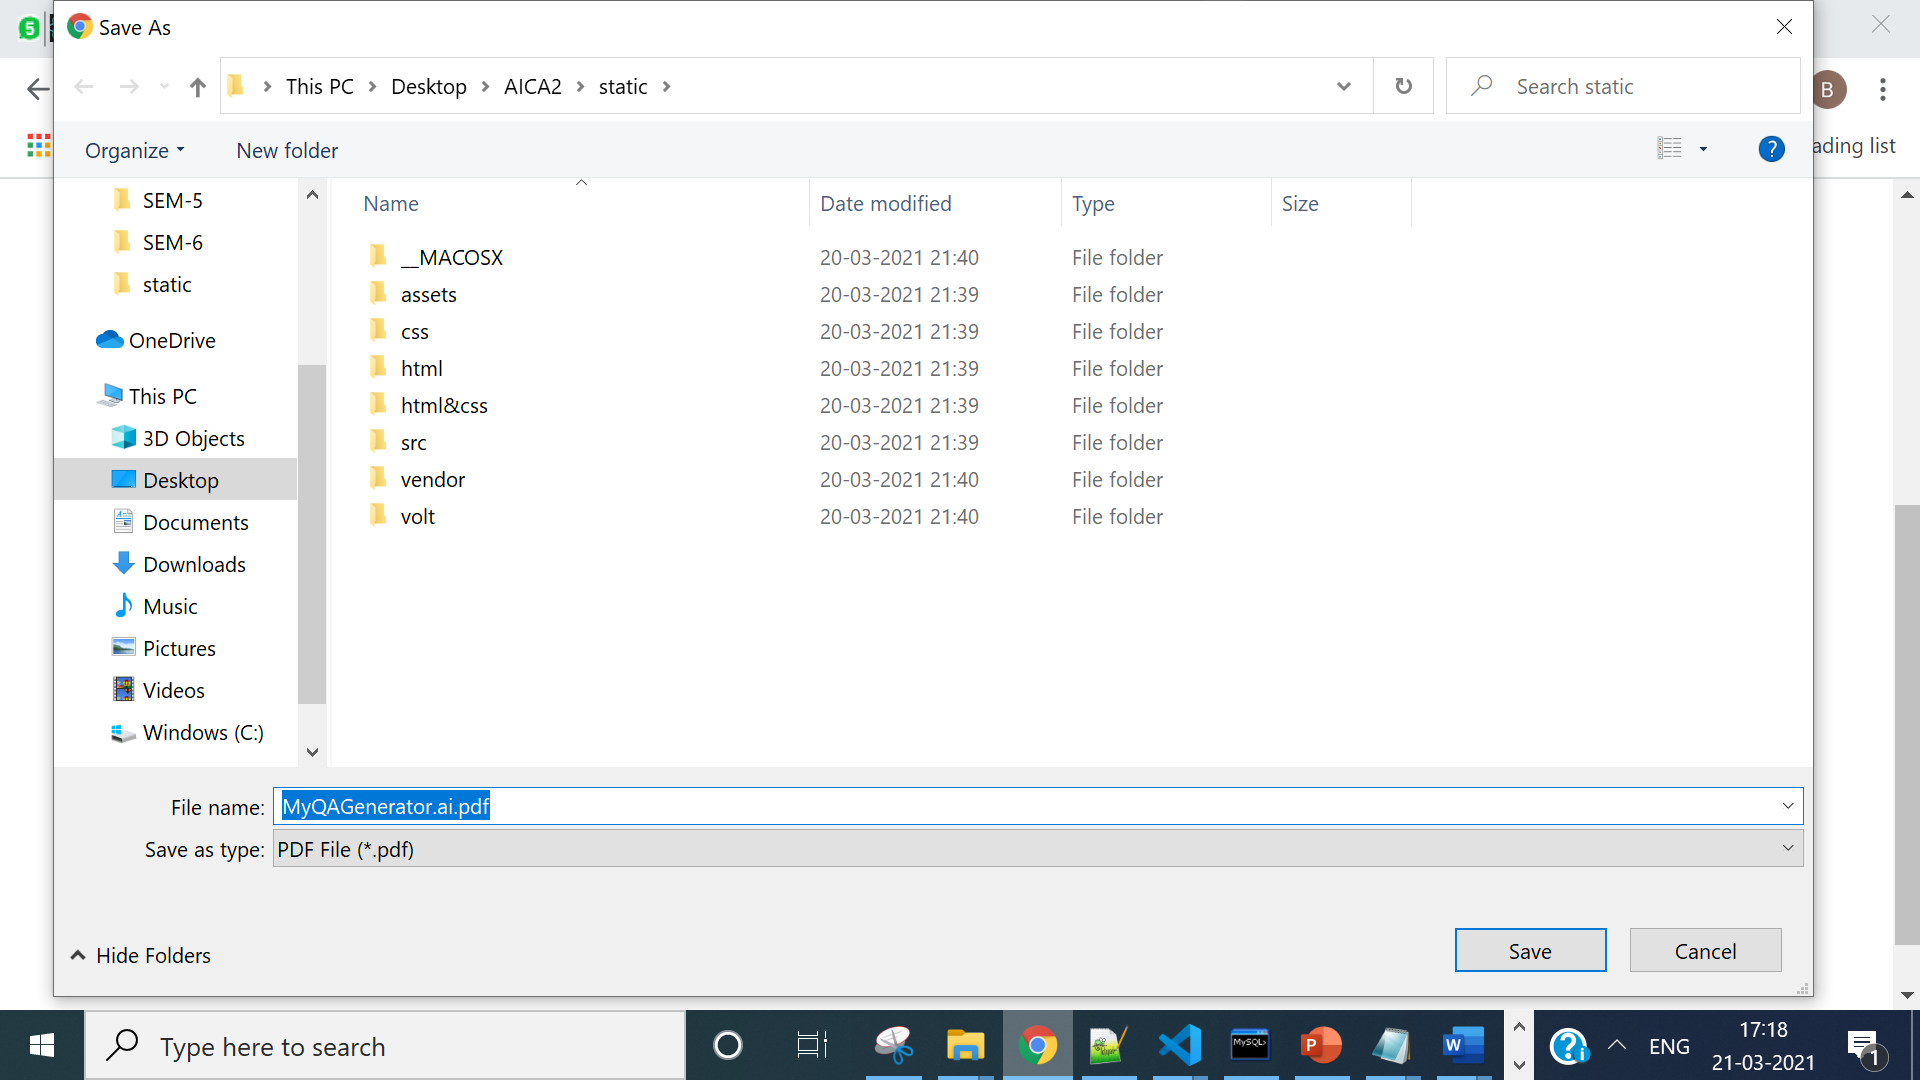 5
Save As
This PC Desktop AICA2 static
Search static
B
Organize New folder
?
ading list
SEM-5
SEM-6
static
OneDrive
This PC
3D Objects
Desktop
Documents
Downloads
Music
Pictures
Videos
Windows (C:)
Name Date modified Type Size
__MACOSX 20-03-2021 21:40 File folder
assets 20-03-2021 21:39 File folder
css 20-03-2021 21:39 File folder
html 20-03-2021 21:39 File folder
html&css 20-03-2021 21:39 File folder
src 20-03-2021 21:39 File folder
vendor 20-03-2021 21:40 File folder
volt 20-03-2021 21:40 File folder
File name: MyQAGenerator.ai.pdf
Save as type: PDF File (*.pdf)
Hide Folders
Save Cancel
Type here to search
MySQL>
P
W
?i
ENG
17:18
21-03-2021
1